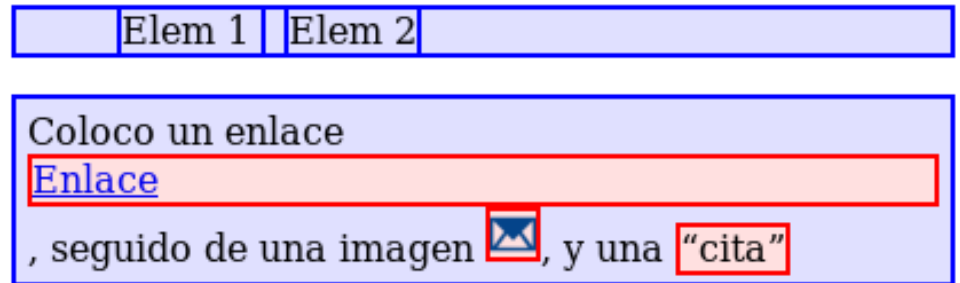 Elem 1 Elem 2
Coloco un enlace
Enlace
, seguido de una imagen , y una “cita”